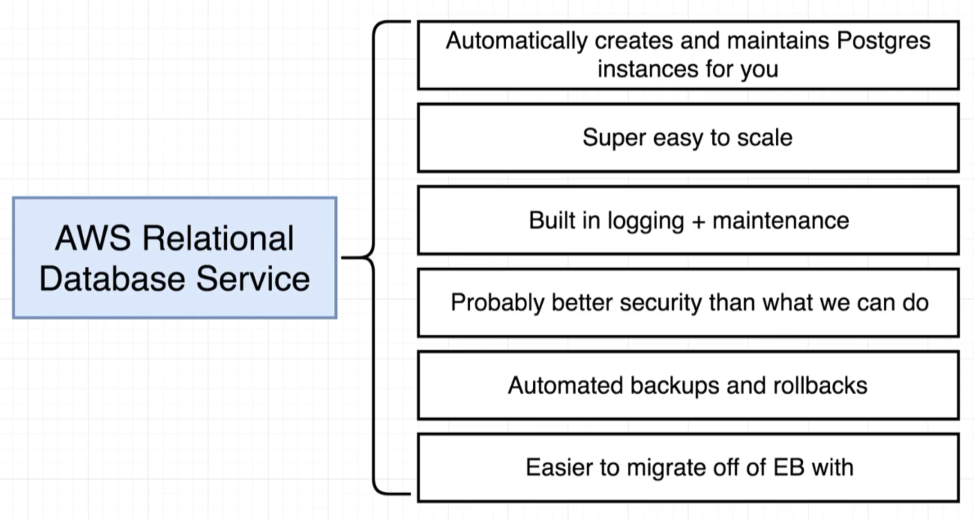 AWS Relational
Database Service
Automatically creates and maintains Postgres
instances for you
Super easy to scale
Built in logging + maintenance
Probably better security than what we can do
Automated backups and rollbacks
Easier to migrate off of EB with